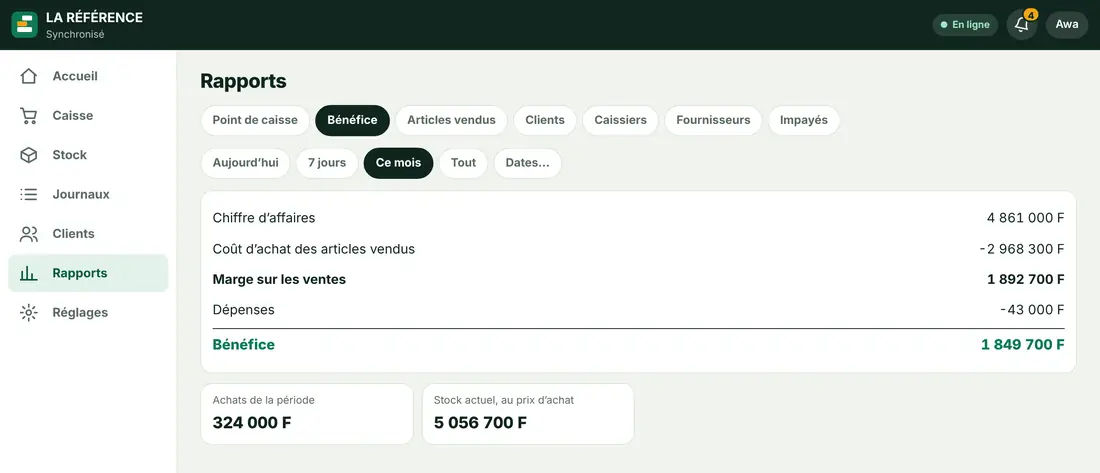 LA RÉFÉRENCE
Synchronisé
En ligne
4
Awa
Accueil
Caisse
Stock
Journaux
Clients
Rapports
Réglages
Rapports
Point de caisse Bénéfice Articles vendus Clients Caissiers Fournisseurs Impayés
Aujourd’hui 7 jours Ce mois Tout Dates…
Chiffre d’affaires 4 861 000 F
Coût d’achat des articles vendus -2 968 300 F
Marge sur les ventes 1 892 700 F
Dépenses -43 000 F
Bénéfice 1 849 700 F
Achats de la période
324 000 F
Stock actuel, au prix d’achat
5 056 700 F